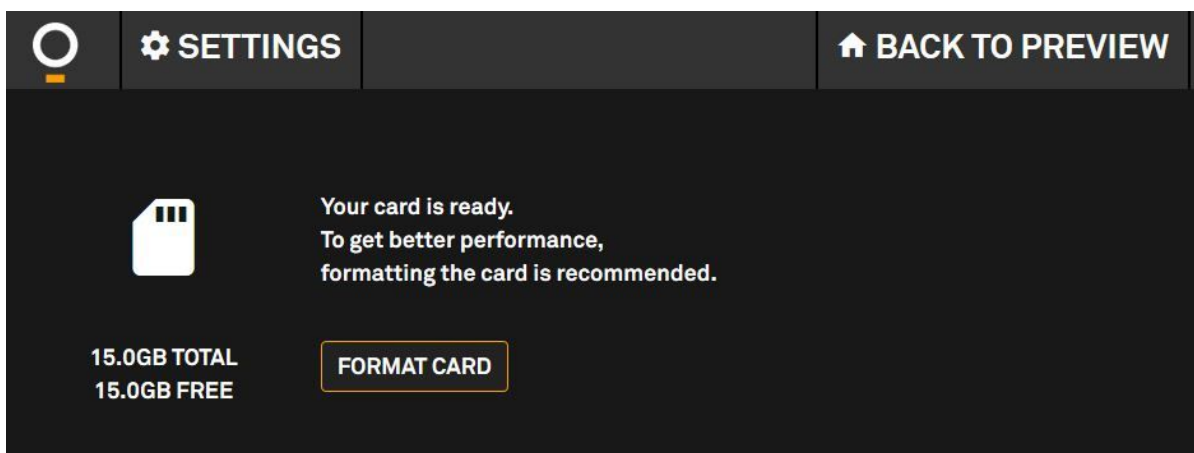 SETTINGS
BACK TO PREVIEW
Your card is ready.
To get better performance,
formatting the card is recommended.
15.0GB TOTAL
15.0GB FREE
FORMAT CARD